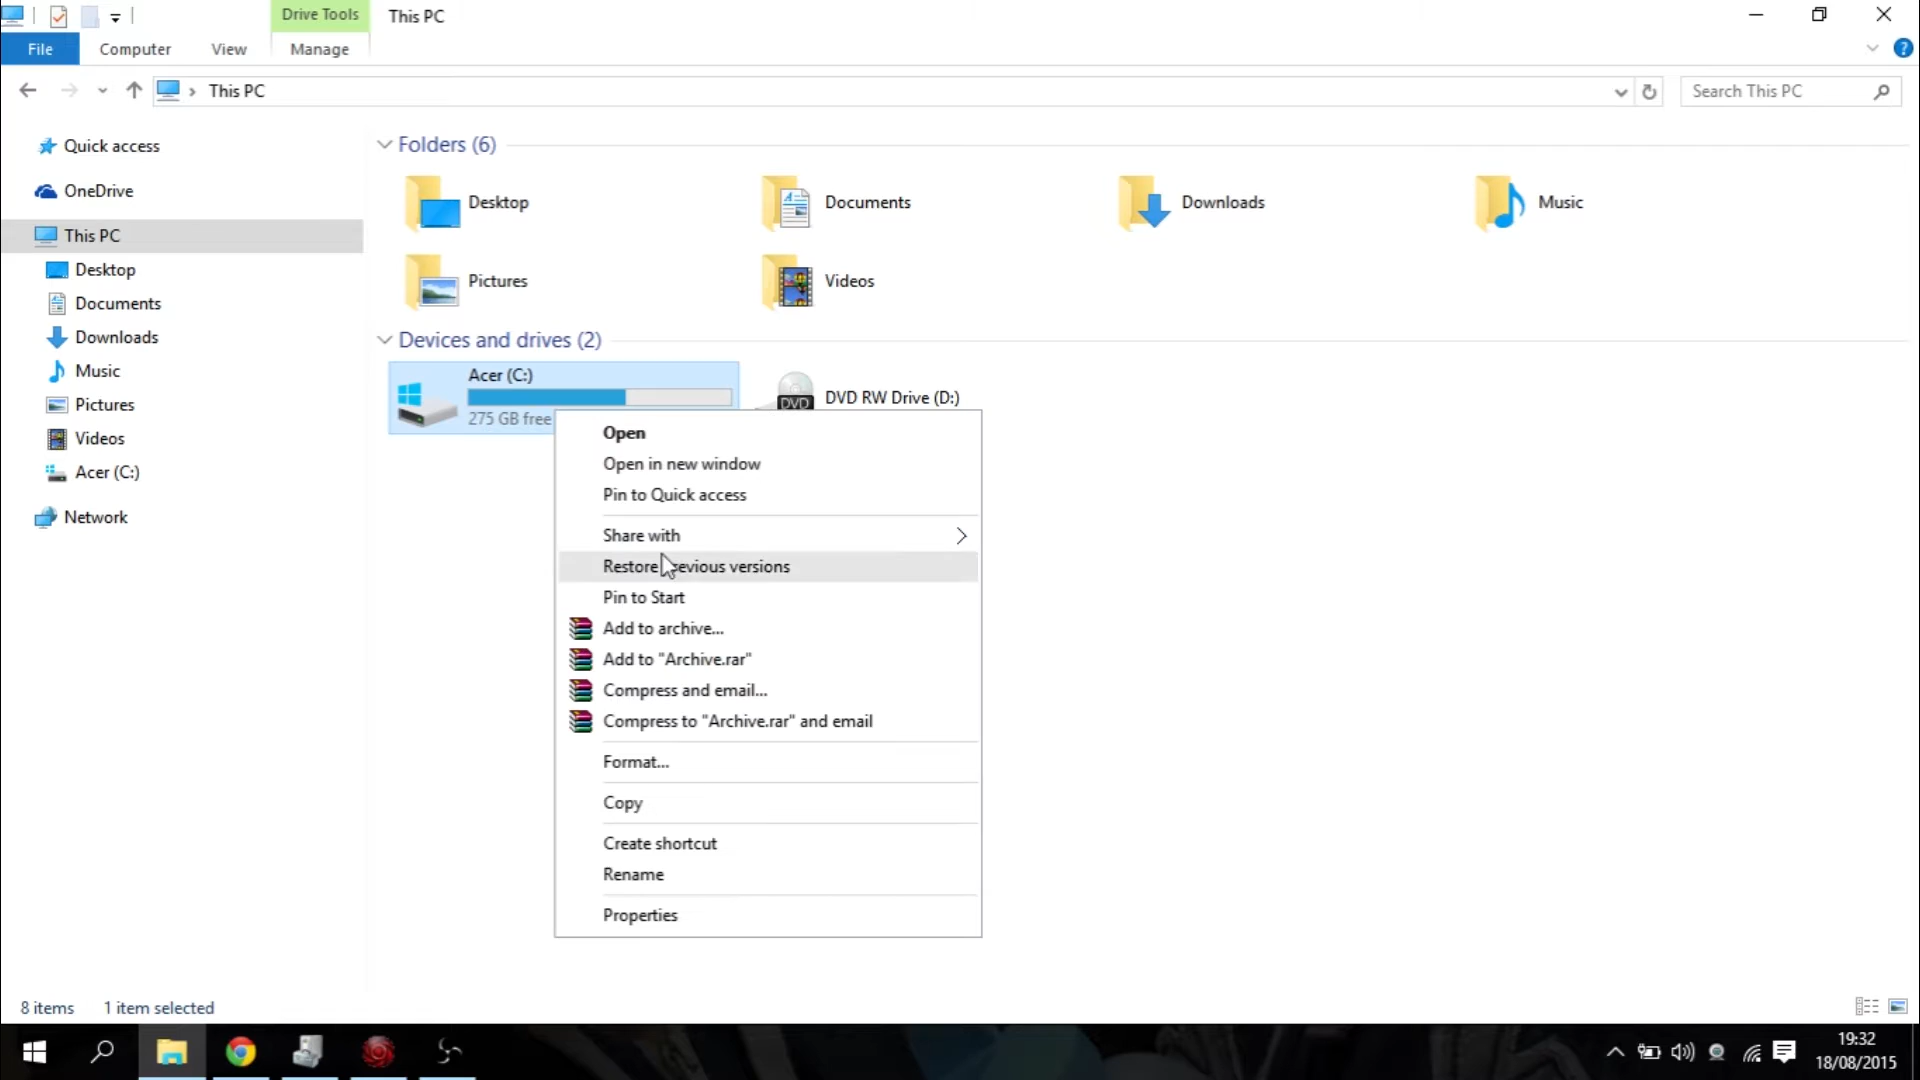 Drive Tools
This PC
File
Computer
View
Manage
This PC
Search This PC
Quick access
OneDrive
This PC
Desktop
Documents
Downloads
Music
Pictures
Videos
Acer (C:)
Network
Folders (6)
Desktop
Documents
Downloads
Music
Pictures
Videos
Devices and drives (2)
Acer (C:)
275 GB free
DVD
DVD RW Drive (D:)
Open
Open in new window
Pin to Quick access
Share with
Restore previous versions
Pin to Start
Add to archive...
Add to "Archive.rar"
Compress and email...
Compress to "Archive.rar" and email
Format...
Copy
Create shortcut
Rename
Properties
8 items
1 item selected
19:32
18/08/2015